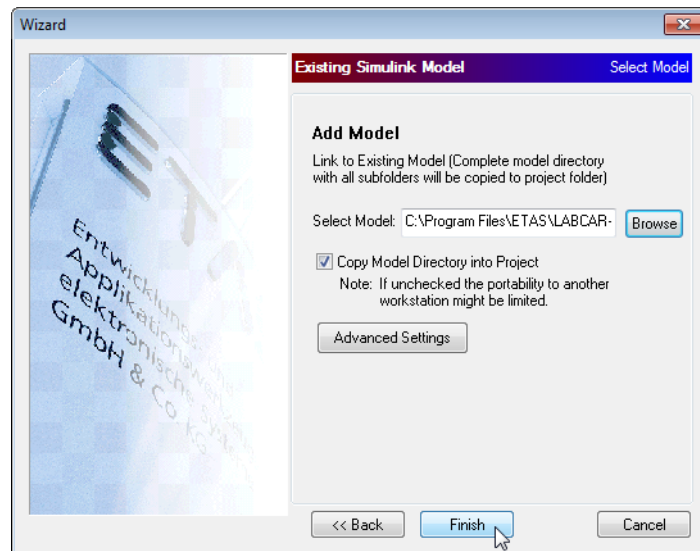 Wizard
Existing Simulink Model Select Model
ET
Entwicklungs- und
Applikationswerkzeuge
elektronische Systeme
GmbH & Co. KG
Add Model
Link to Existing Model (Complete model directory
with all subfolders will be copied to project folder)
Select Model: C:\Program Files\ETAS\LABCAR- Browse
Copy Model Directory into Project
Note: If unchecked the portability to another
workstation might be limited.
Advanced Settings
<< Back Finish Cancel